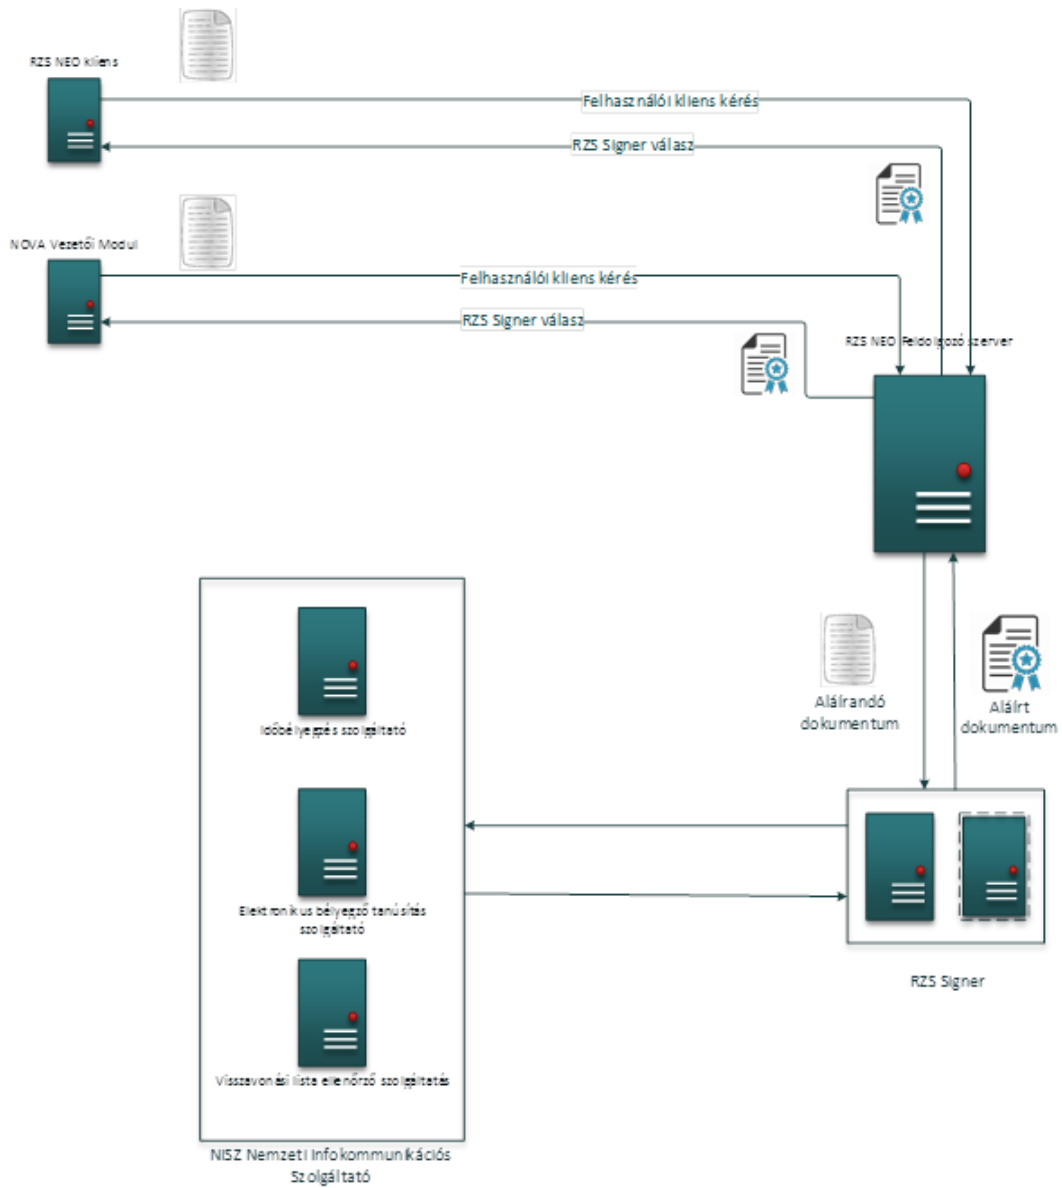 RZS NEO kliens
Felhasználói kliens kérés
RZS Signer válasz
NOVA Vezetői Modul
Felhasználói kliens kérés
RZS Signer válasz
RZS NEO Feldolgozó szerver
Időbélyegzés szolgáltató
Aláírandó
dokumentum
Aláírt
dokumentum
Elektronikus bélyegző tanúsítás
szolgáltató
RZS Signer
Visszavonási lista ellenőrző szolgáltatás
NISZ Nemzeti Infokommunikációs
Szolgáltató